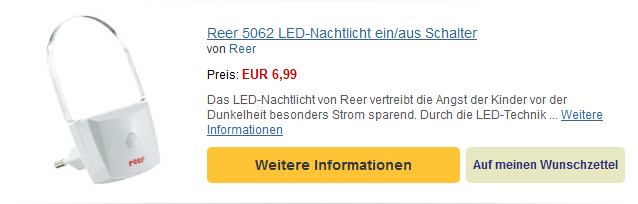 Reer 5062 LED-Nachtlicht ein/aus Schalter
von Reer
Preis: EUR 6,99
Das LED-Nachtlicht von Reer vertreibt die Angst der Kinder vor der
Dunkelheit besonders Strom sparend. Durch die LED-Technik ... Weitere
Informationen
Weitere Informationen
Auf meinen Wunschzettel
reer